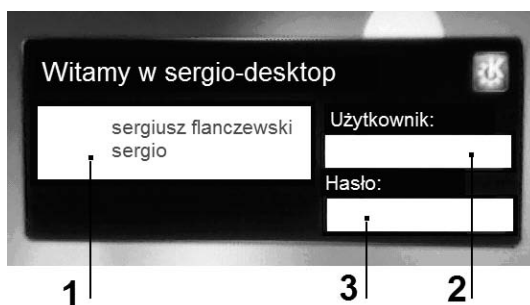 Witamy w sergio-desktop
sergiusz flanczewski
sergio
Użytkownik:
Hasło:
1
3
2